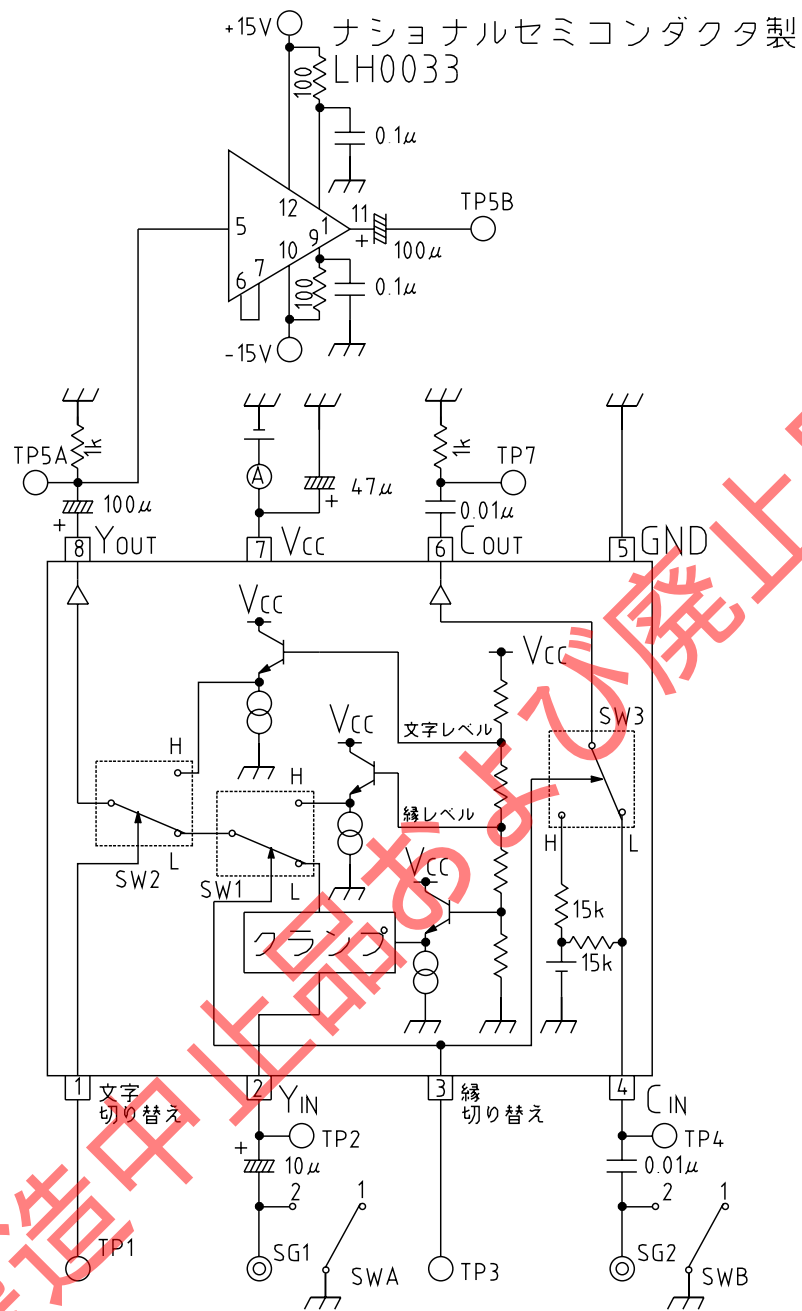 +15V
ナショナルセミコンダクタ製
LH0033
100
0.1μ
12
1
5
11
+
100μ
TP5B
9
10
7
6
100
0.1μ
-15V
1k
TP5A
100μ
+
A
47μ
+
1k
TP7
0.01μ
8
YOUT
7
VCC
6
COUT
5
GND
VCC
VCC
SW3
文字レベル
VCC
H
H
縁レベル
L
SW2
SW1
L
VCC
H
L
クランプ
15k
15k
1
文字
切り替え
2
YIN
3
縁
切り替え
4
CIN
TP2
+
10μ
TP4
0.01μ
2
1
2
1
TP1
SG1
SWA
TP3
SG2
SWB
造中止品および廃止